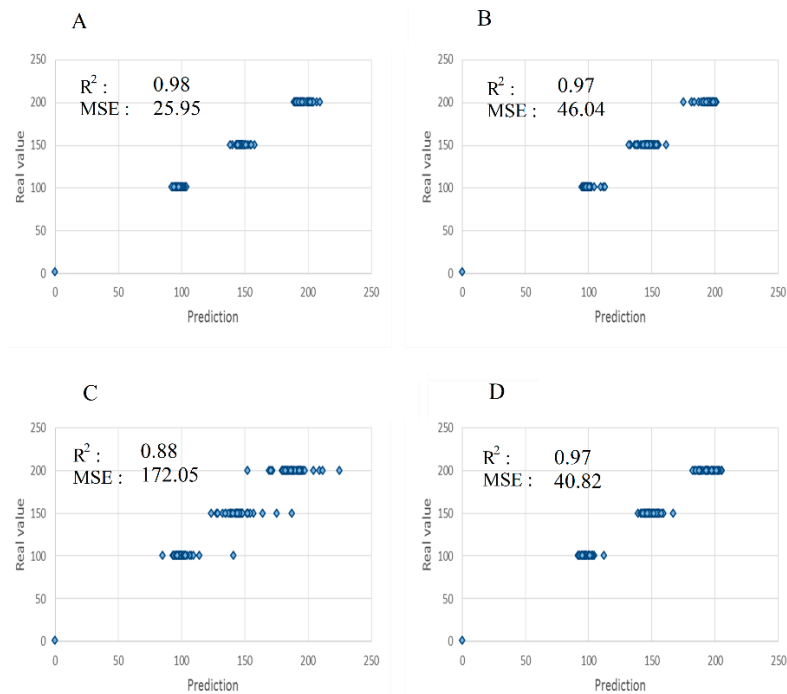 A
R² : 0.98
MSE : 25.95
250
200
150
100
50
0
Real value
0 50 100 150 200 250
Prediction
B
R² : 0.97
MSE : 46.04
250
200
150
100
50
0
Real value
0 50 100 150 200 250
Prediction
C
R² : 0.88
MSE : 172.05
250
200
150
100
50
0
Real value
0 50 100 150 200 250
Prediction
D
R² : 0.97
MSE : 40.82
250
200
150
100
50
0
Real value
0 50 100 150 200 250
Prediction